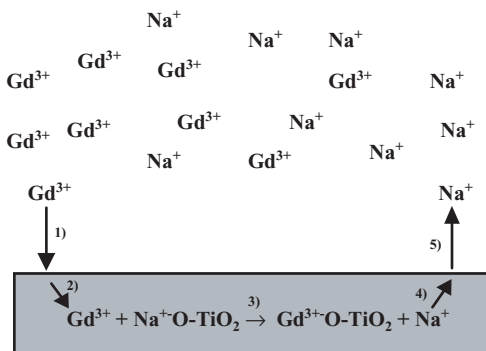 Na⁺
Na⁺ Na⁺
Gd³⁺ Gd³⁺
Gd³⁺ Gd³⁺ Na⁺
Gd³⁺ Na⁺
Gd³⁺ Gd³⁺ Na⁺
Na⁺ Gd³⁺ Na⁺
Gd³⁺ Na⁺
1) 5)
2) 3) 4)
Gd³⁺ + Na⁺⁻O-TiO₂ → Gd³⁺⁻O-TiO₂ + Na⁺